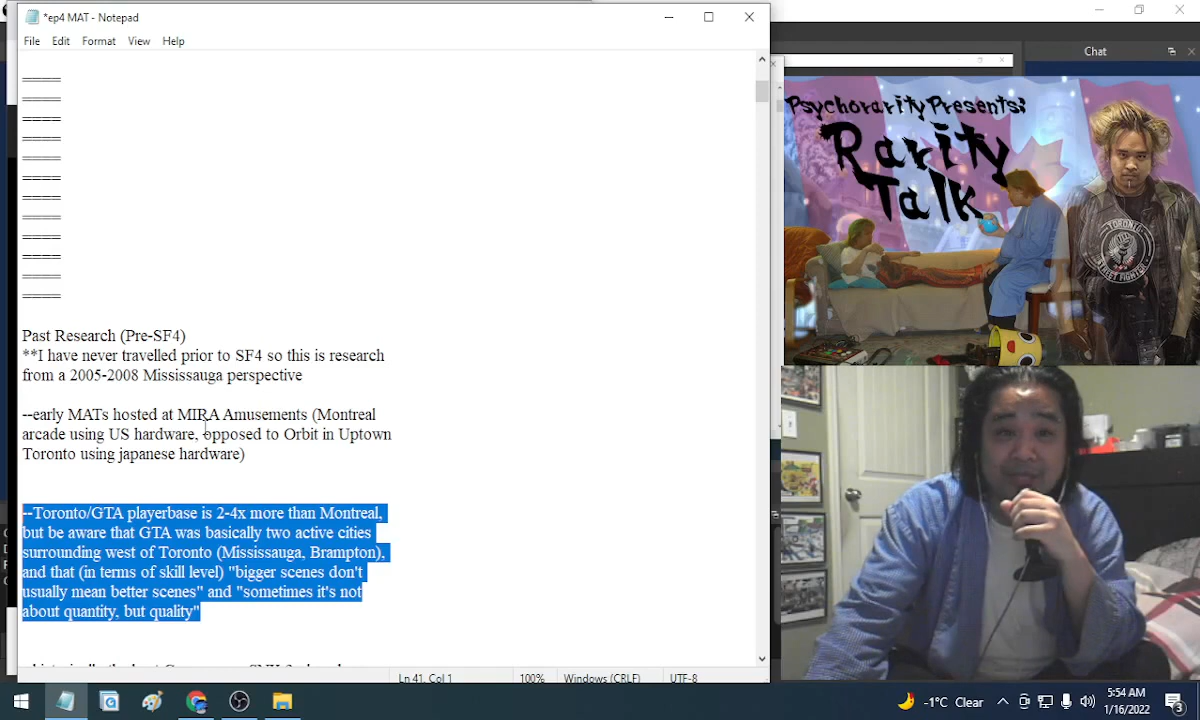 *ep4 MAT - Notepad
File Edit Format View Help
====
====
====
====
====
====
====
====
====
====
====
====
Past Research (Pre-SF4)
**I have never travelled prior to SF4 so this is research
from a 2005-2008 Mississauga perspective
--early MATs hosted at MIRA Amusements (Montreal
arcade using US hardware, opposed to Orbit in Uptown
Toronto using japanese hardware)
--Toronto/GTA playerbase is 2-4x more than Montreal,
but be aware that GTA was basically two active cities
surrounding west of Toronto (Mississauga, Brampton),
and that (in terms of skill level) "bigger scenes don't
usually mean better scenes" and "sometimes it's not
about quantity, but quality"
Ln 41, Col 1
100%
Windows (CRLF)
UTF-8
Chat
Psychorarity Presents:
Rarity
Talk
TORONTO
STREET FIGHTER
-1°C Clear
5:54 AM
1/16/2022
3